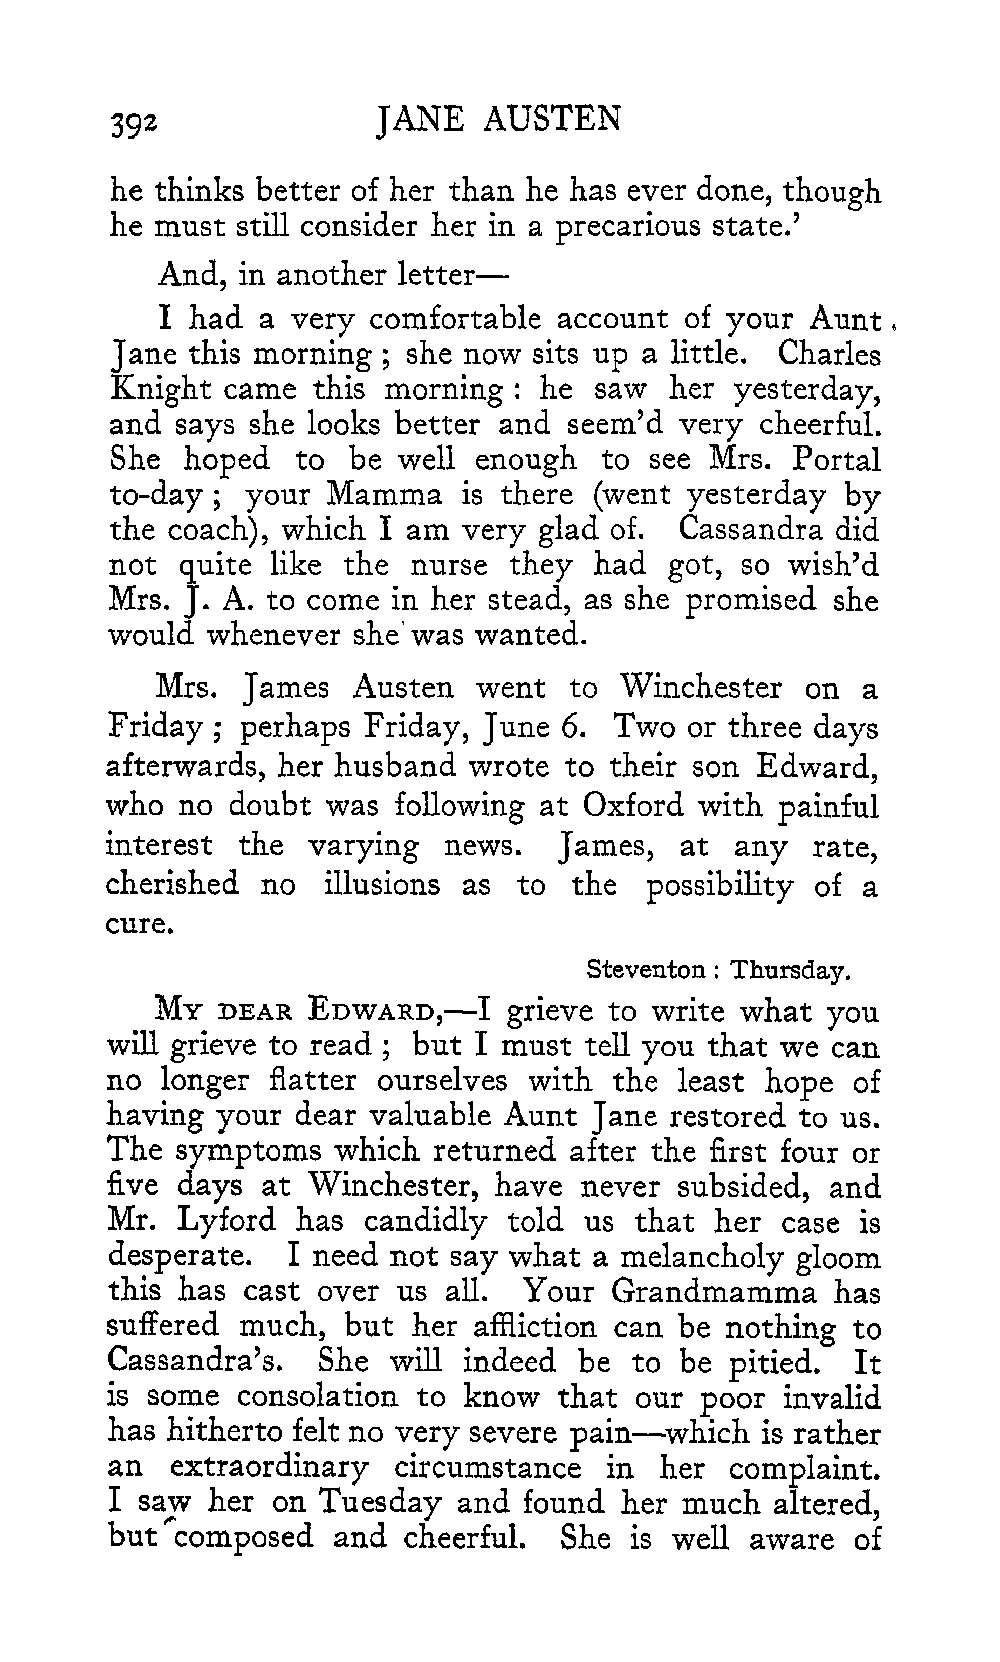 392 JANE AUSTEN
he thinks better of her than he has ever done, though
he must still consider her in a precarious state.’
And, in another letter—
I had a very comfortable account of your Aunt
Jane this morning ; she now sits up a little. Charles
Knight came this morning : he saw her yesterday,
and says she looks better and seem’d very cheerful.
She hoped to be well enough to see Mrs. Portal
to-day ; your Mamma is there (went yesterday by
the coach), which I am very glad of. Cassandra did
not quite like the nurse they had got, so wish’d
Mrs. J. A. to come in her stead, as she promised she
would whenever she was wanted.
Mrs. James Austen went to Winchester on a
Friday ; perhaps Friday, June 6. Two or three days
afterwards, her husband wrote to their son Edward,
who no doubt was following at Oxford with painful
interest the varying news. James, at any rate,
cherished no illusions as to the possibility of a
cure.
Steventon : Thursday.
MY DEAR EDWARD,—I grieve to write what you
will grieve to read ; but I must tell you that we can
no longer flatter ourselves with the least hope of
having your dear valuable Aunt Jane restored to us.
The symptoms which returned after the first four or
five days at Winchester, have never subsided, and
Mr. Lyford has candidly told us that her case is
desperate. I need not say what a melancholy gloom
this has cast over us all. Your Grandmamma has
suffered much, but her affliction can be nothing to
Cassandra’s. She will indeed be to be pitied. It
is some consolation to know that our poor invalid
has hitherto felt no very severe pain—which is rather
an extraordinary circumstance in her complaint.
I saw her on Tuesday and found her much altered,
but composed and cheerful. She is well aware of